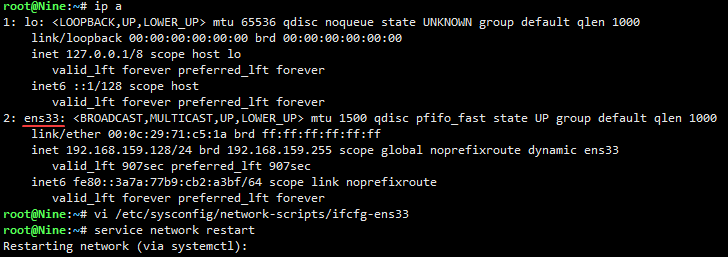 root@Nine:~# ip a
1: lo: <LOOPBACK,UP,LOWER_UP> mtu 65536 qdisc noqueue state UNKNOWN group default qlen 1000
    link/loopback 00:00:00:00:00:00 brd 00:00:00:00:00:00
    inet 127.0.0.1/8 scope host lo
       valid_lft forever preferred_lft forever
    inet6 ::1/128 scope host
       valid_lft forever preferred_lft forever
2: ens33: <BROADCAST,MULTICAST,UP,LOWER_UP> mtu 1500 qdisc pfifo_fast state UP group default qlen 1000
    link/ether 00:0c:29:71:c5:1a brd ff:ff:ff:ff:ff:ff
    inet 192.168.159.128/24 brd 192.168.159.255 scope global noprefixroute dynamic ens33
       valid_lft 907sec preferred_lft 907sec
    inet6 fe80::3a7a:77b9:cb2:a3bf/64 scope link noprefixroute
       valid_lft forever preferred_lft forever
root@Nine:~# vi /etc/sysconfig/network-scripts/ifcfg-ens33
root@Nine:~# service network restart
Restarting network (via systemctl):